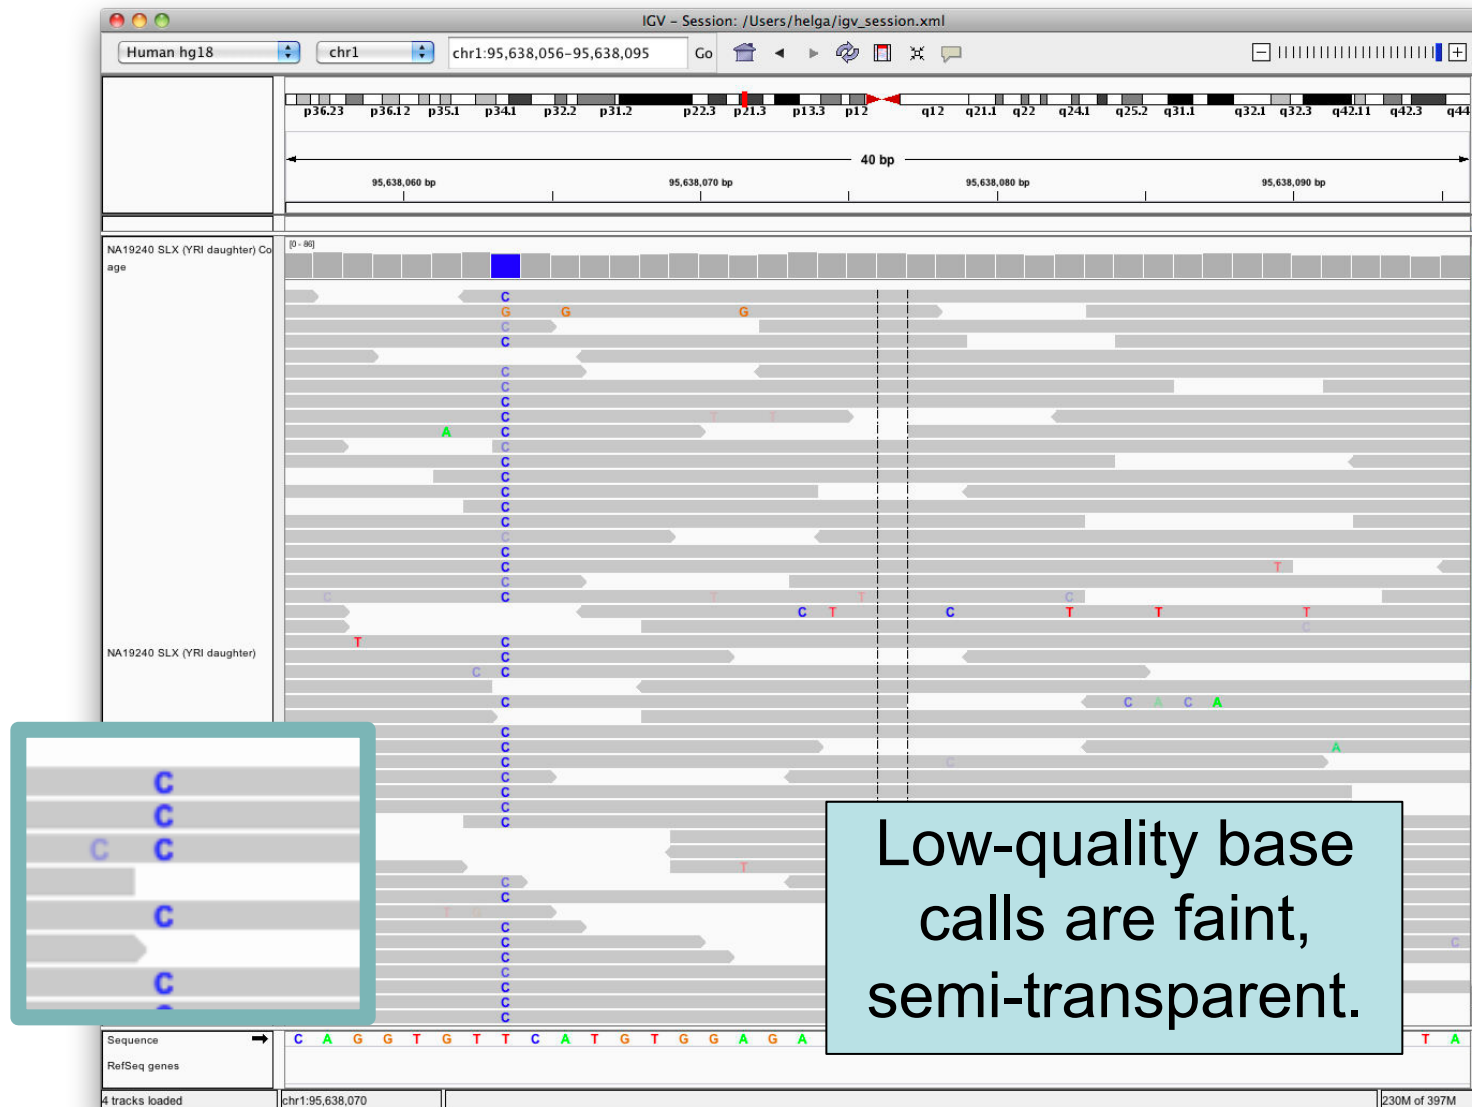 IGV – Session: /Users/helga/igv_session.xml
Human hg18 chr1 chr1:95,638,056–95,638,095 Go
p36.23 p36.12 p35.1 p34.1 p32.2 p31.2 p22.3 p21.3 p13.3 p12 q12 q21.1 q22 q24.1 q25.2 q31.1 q32.1 q32.3 q42.11 q42.3 q44
40 bp
95,638,060 bp 95,638,070 bp 95,638,080 bp 95,638,090 bp
NA19240 SLX (YRI daughter) Co
age
[0 - 86]
C
G G G
C
C
C
C
C
C T T
A C
C
C
C
C
C
C
C
C
C T
C
C C T T C
C T C T T T
C
T C
NA19240 SLX (YRI daughter)
C
C C
C C A C A
C
C A
C C
C
C
C
C
T
C
C
T G
C
C C
C
C
C
C
C
C
C
C C
C
C
Low-quality base
calls are faint,
semi-transparent.
Sequence C A G G T G T T C A T G T G G A G A T A
RefSeq genes
4 tracks loaded chr1:95,638,070 230M of 397M